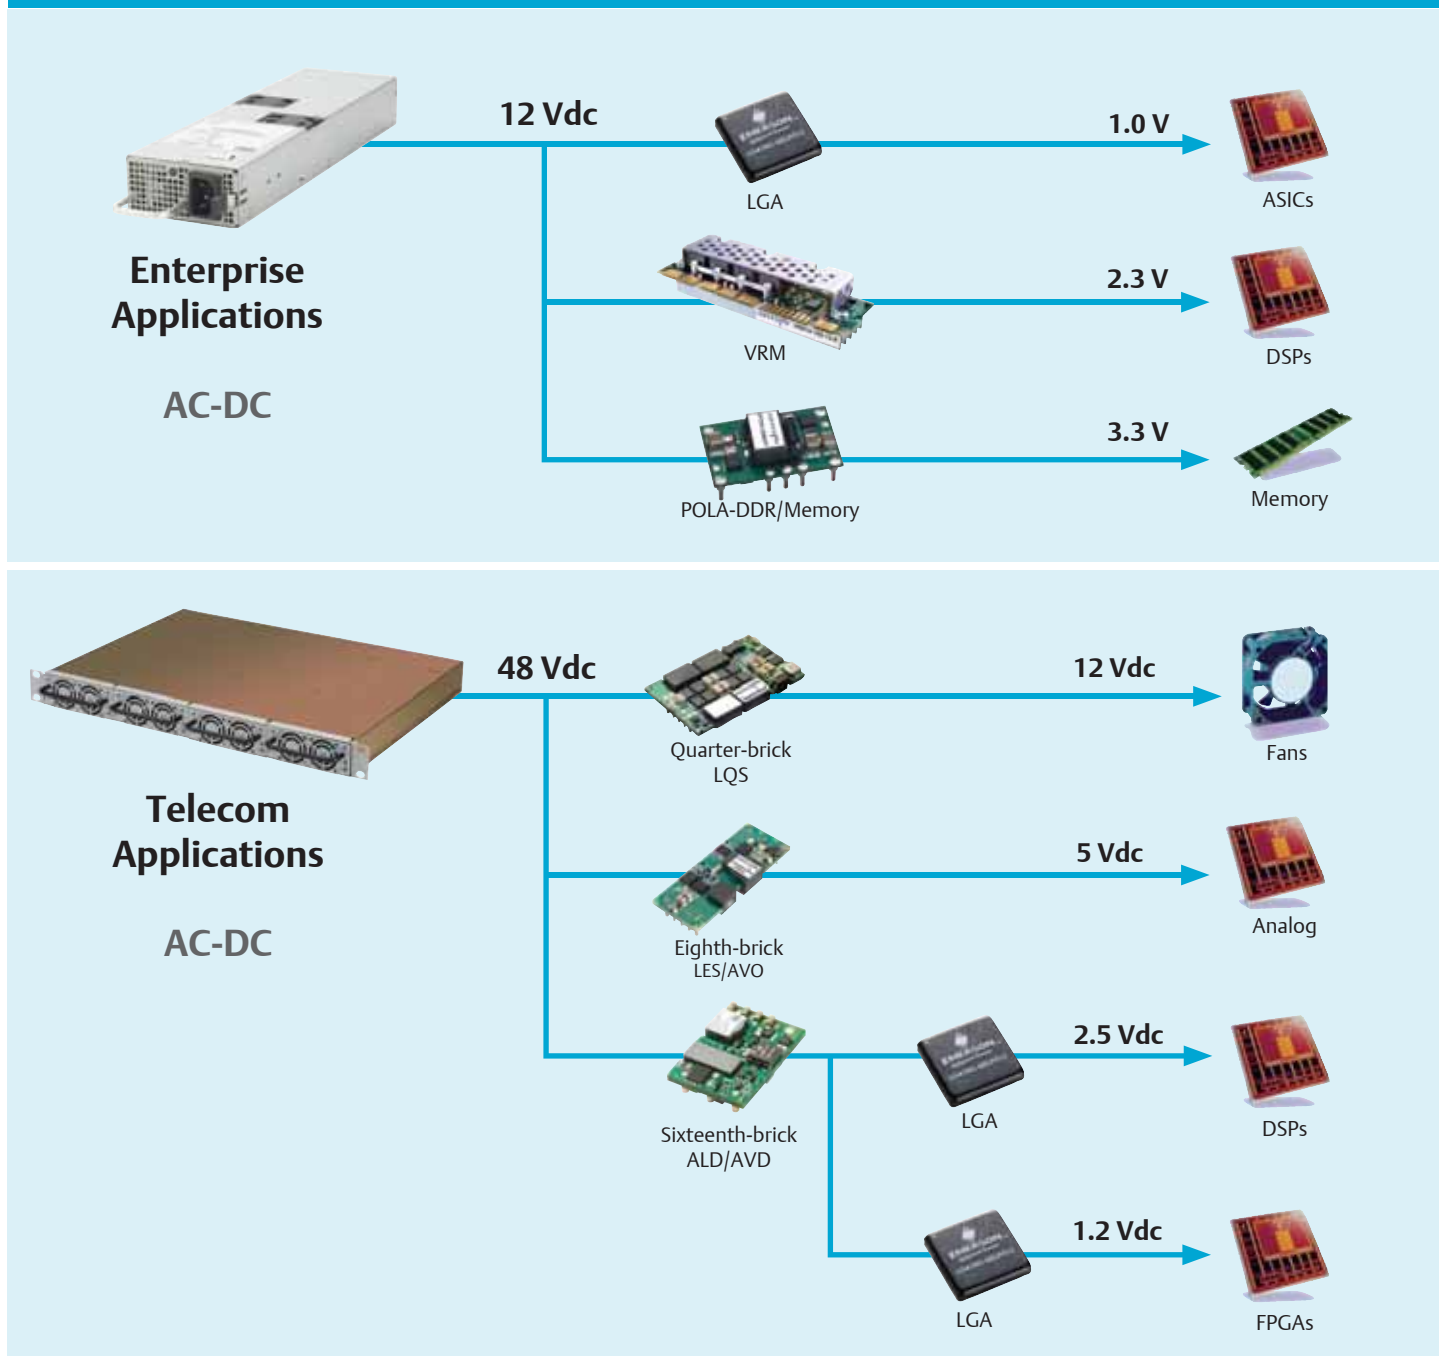 12 Vdc
1.0 V
LGA
ASICs
Enterprise
Applications
AC-DC
2.3 V
VRM
DSPs
3.3 V
POLA-DDR/Memory
Memory
48 Vdc
12 Vdc
Quarter-brick
LQS
Fans
Telecom
Applications
AC-DC
5 Vdc
Eighth-brick
LES/AVO
Analog
2.5 Vdc
Sixteenth-brick
ALD/AVD
LGA
DSPs
1.2 Vdc
LGA
FPGAs